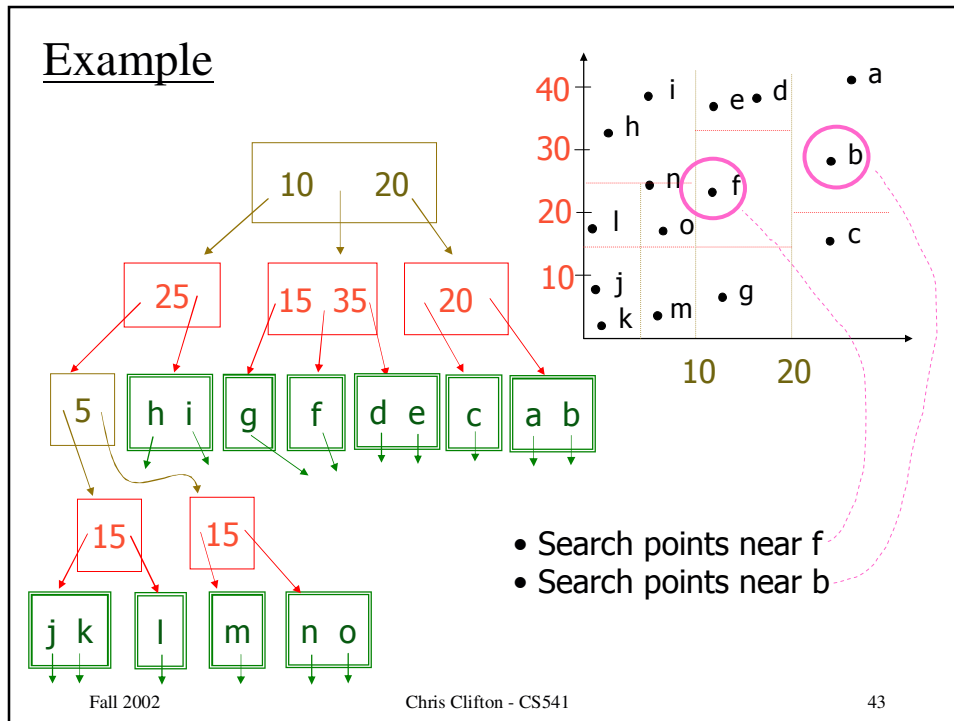 Example
40
30
20
10
10 20
i
e d
a
h
n
f
b
l
o
c
j
k
m
g
10 20
25
15 35
20
5
h i
g
f
d e
c
a b
15
15
j k
l
m
n o
• Search points near f
• Search points near b
Fall 2002
Chris Clifton - CS541
43